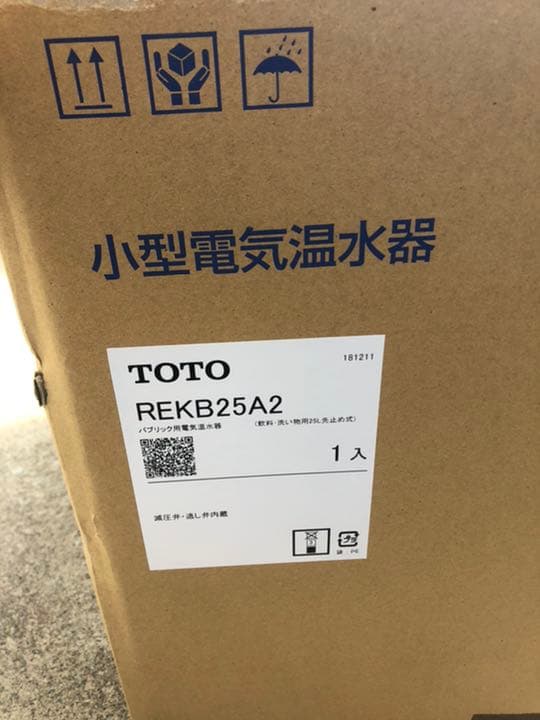 小型電気温水器
TOTO
181211
REKB25A2
パブリック用電気温水器 (飲料・洗い物用25L先止め式)
1入
減圧弁・逃し弁内蔵